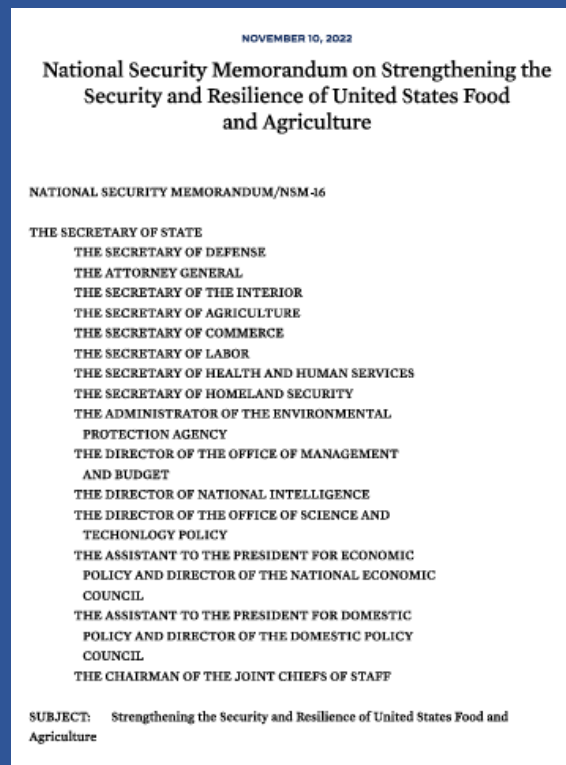 NOVEMBER 10, 2022
National Security Memorandum on Strengthening the
Security and Resilience of United States Food
and Agriculture
NATIONAL SECURITY MEMORANDUM/NSM-16
THE SECRETARY OF STATE
THE SECRETARY OF DEFENSE
THE ATTORNEY GENERAL
THE SECRETARY OF THE INTERIOR
THE SECRETARY OF AGRICULTURE
THE SECRETARY OF COMMERCE
THE SECRETARY OF LABOR
THE SECRETARY OF HEALTH AND HUMAN SERVICES
THE SECRETARY OF HOMELAND SECURITY
THE ADMINISTRATOR OF THE ENVIRONMENTAL
PROTECTION AGENCY
THE DIRECTOR OF THE OFFICE OF MANAGEMENT
AND BUDGET
THE DIRECTOR OF NATIONAL INTELLIGENCE
THE DIRECTOR OF THE OFFICE OF SCIENCE AND
TECHONLOGY POLICY
THE ASSISTANT TO THE PRESIDENT FOR ECONOMIC
POLICY AND DIRECTOR OF THE NATIONAL ECONOMIC
COUNCIL
THE ASSISTANT TO THE PRESIDENT FOR DOMESTIC
POLICY AND DIRECTOR OF THE DOMESTIC POLICY
COUNCIL
THE CHAIRMAN OF THE JOINT CHIEFS OF STAFF
SUBJECT: Strengthening the Security and Resilience of United States Food and
Agriculture